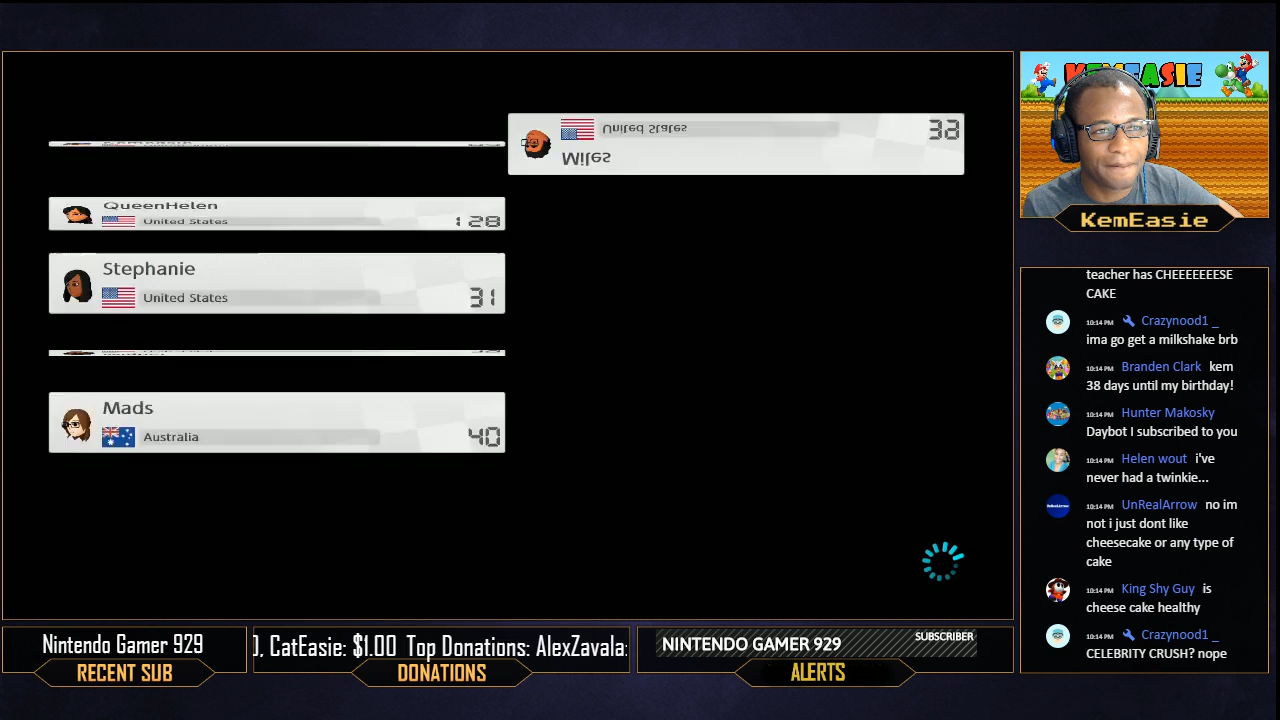 QueenHelen
United States
128
Stephanie
United States
31
Mads
Australia
40
United States
33
Miles
KEMEASIE
KemEasie
teacher has CHEEEEEEESE
CAKE
10:14 PM Crazynood1 _
ima go get a milkshake brb
10:14 PM Branden Clark kem
38 days until my birthday!
10:14 PM Hunter Makosky
Daybot I subscribed to you
10:14 PM Helen wout i've
never had a twinkie...
10:14 PM UnRealArrow no im
not i just dont like
cheesecake or any type of
cake
10:14 PM King Shy Guy is
cheese cake healthy
10:14 PM Crazynood1 _
CELEBRITY CRUSH? nope
Nintendo Gamer 929
RECENT SUB
), CatEasie: $1.00 Top Donations: AlexZavala:
DONATIONS
NINTENDO GAMER 929
SUBSCRIBER
ALERTS